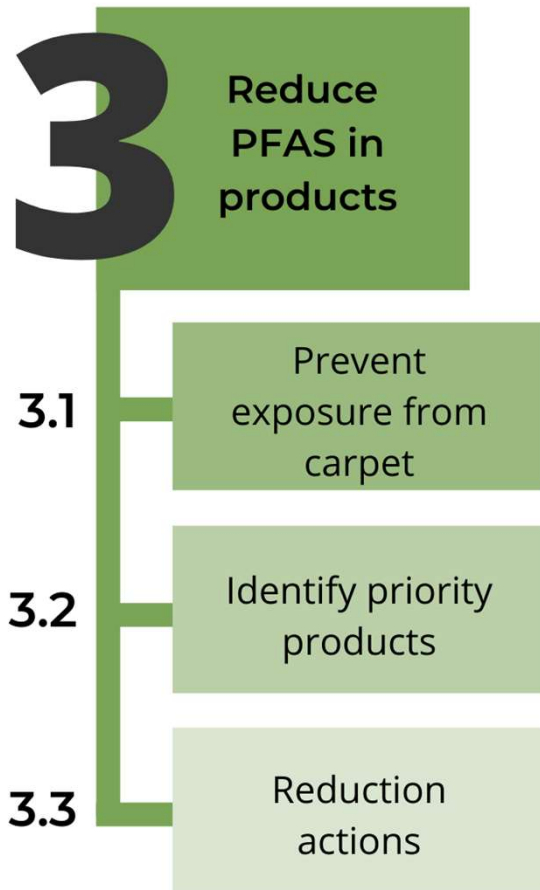 3
Reduce
PFAS in
products
3.1
Prevent
exposure from
carpet
3.2
Identify priority
products
3.3
Reduction
actions